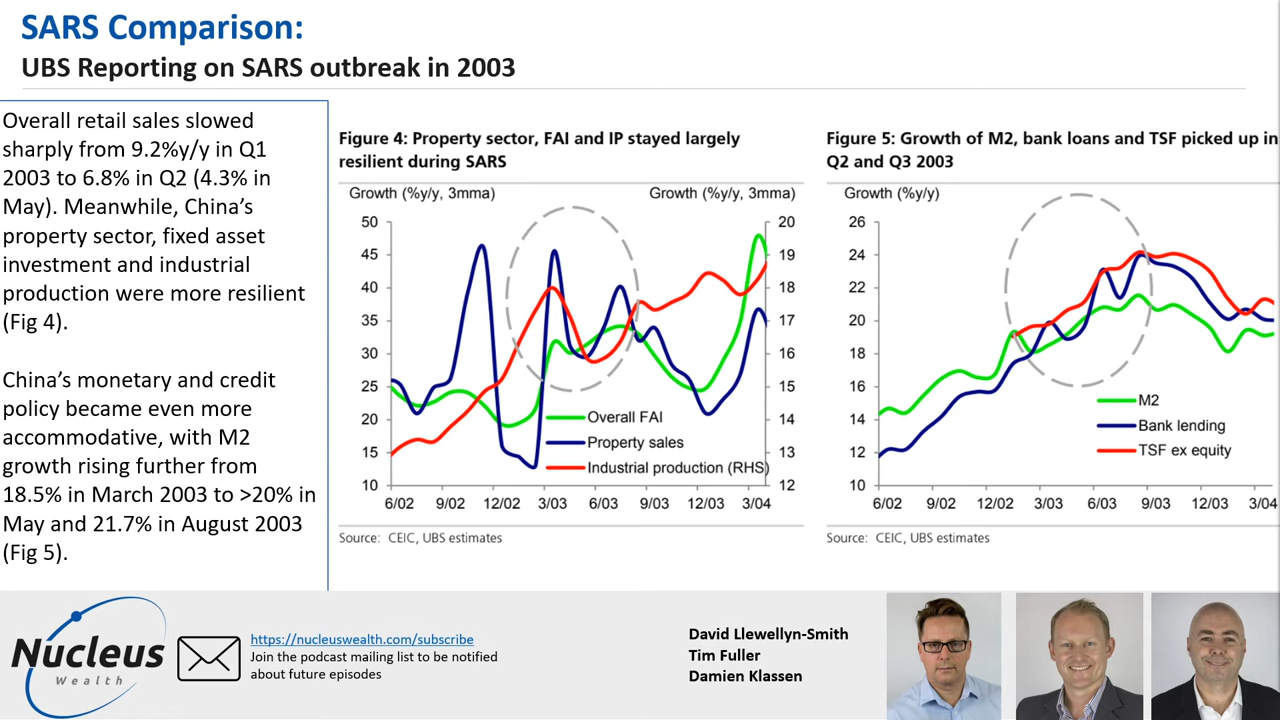 SARS Comparison:
UBS Reporting on SARS outbreak in 2003
Overall retail sales slowed
sharply from 9.2%y/y in Q1
2003 to 6.8% in Q2 (4.3% in
May). Meanwhile, China’s
property sector, fixed asset
investment and industrial
production were more resilient
(Fig 4).
China’s monetary and credit
policy became even more
accommodative, with M2
growth rising further from
18.5% in March 2003 to >20% in
May and 21.7% in August 2003
(Fig 5).
Figure 4: Property sector, FAI and IP stayed largely
resilient during SARS
Growth (%y/y, 3mma)
Growth (%y/y, 3mma)
50
45
40
35
30
25
20
15
10
20
19
18
17
16
15
14
13
12
Overall FAI
Property sales
Industrial production (RHS)
6/02 9/02 12/02 3/03 6/03 9/03 12/03 3/04
Source: CEIC, UBS estimates
Figure 5: Growth of M2, bank loans and TSF picked up in
Q2 and Q3 2003
Growth (%y/y)
26
24
22
20
18
16
14
12
10
M2
Bank lending
TSF ex equity
6/02 9/02 12/02 3/03 6/03 9/03 12/03 3/04
Source: CEIC, UBS estimates
Nucleus
Wealth
https://nucleuswealth.com/subscribe
Join the podcast mailing list to be notified
about future episodes
David Llewellyn-Smith
Tim Fuller
Damien Klassen